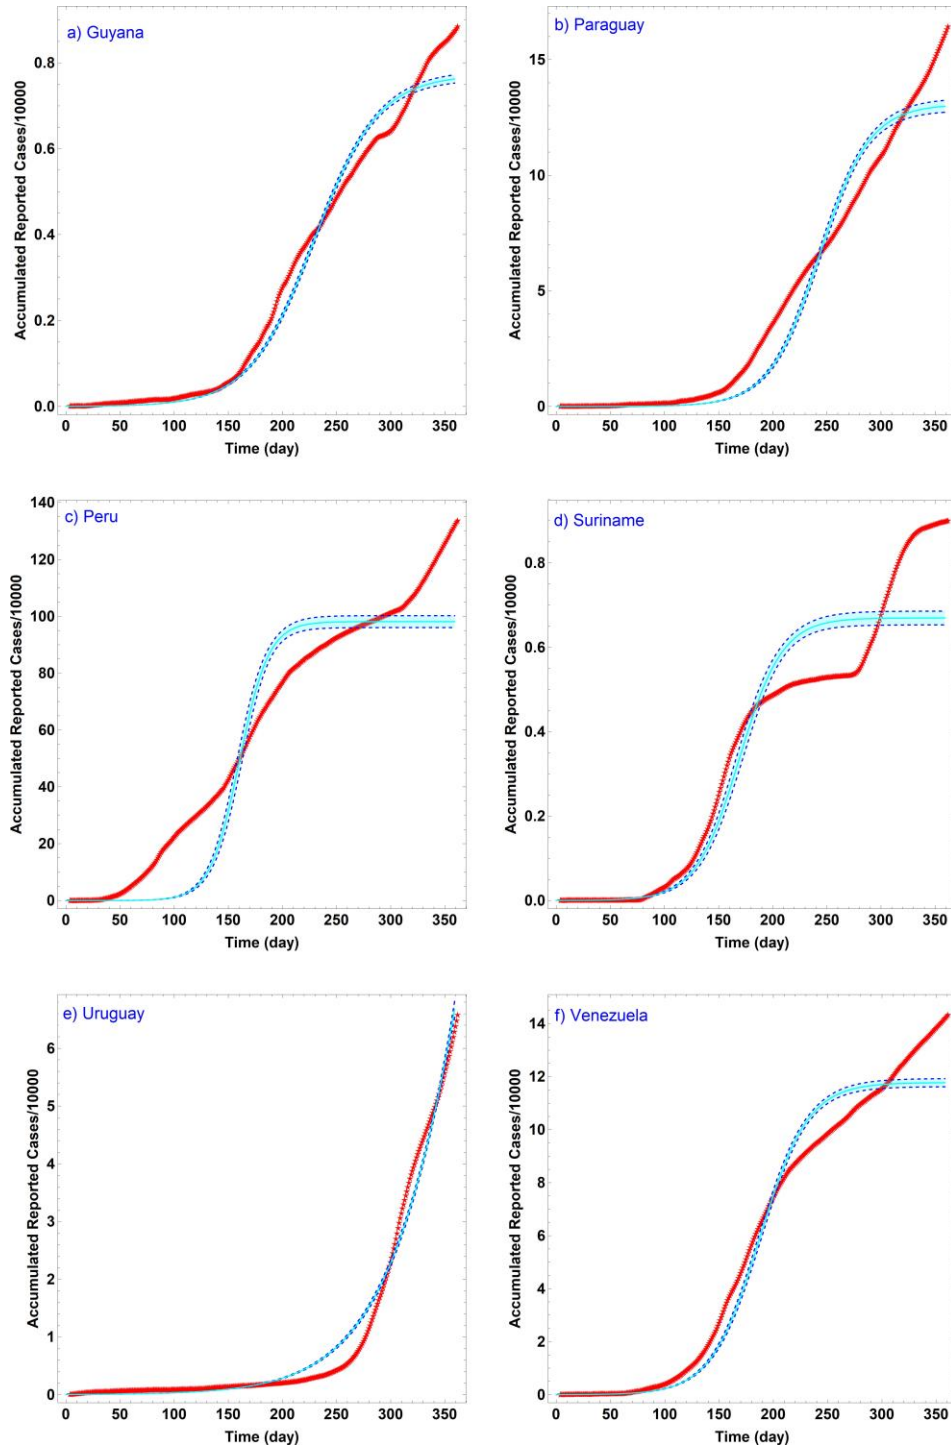 a) Guyana
Accumulated Reported Cases/10000
0.8
0.6
0.4
0.2
0.0
0 50 100 150 200 250 300 350
Time (day)
b) Paraguay
Accumulated Reported Cases/10000
15
10
5
0
0 50 100 150 200 250 300 350
Time (day)
c) Peru
Accumulated Reported Cases/10000
140
120
100
80
60
40
20
0
0 50 100 150 200 250 300 350
Time (day)
d) Suriname
Accumulated Reported Cases/10000
0.8
0.6
0.4
0.2
0.0
0 50 100 150 200 250 300 350
Time (day)
e) Uruguay
Accumulated Reported Cases/10000
6
5
4
3
2
1
0
0 50 100 150 200 250 300 350
Time (day)
f) Venezuela
Accumulated Reported Cases/10000
14
12
10
8
6
4
2
0
0 50 100 150 200 250 300 350
Time (day)